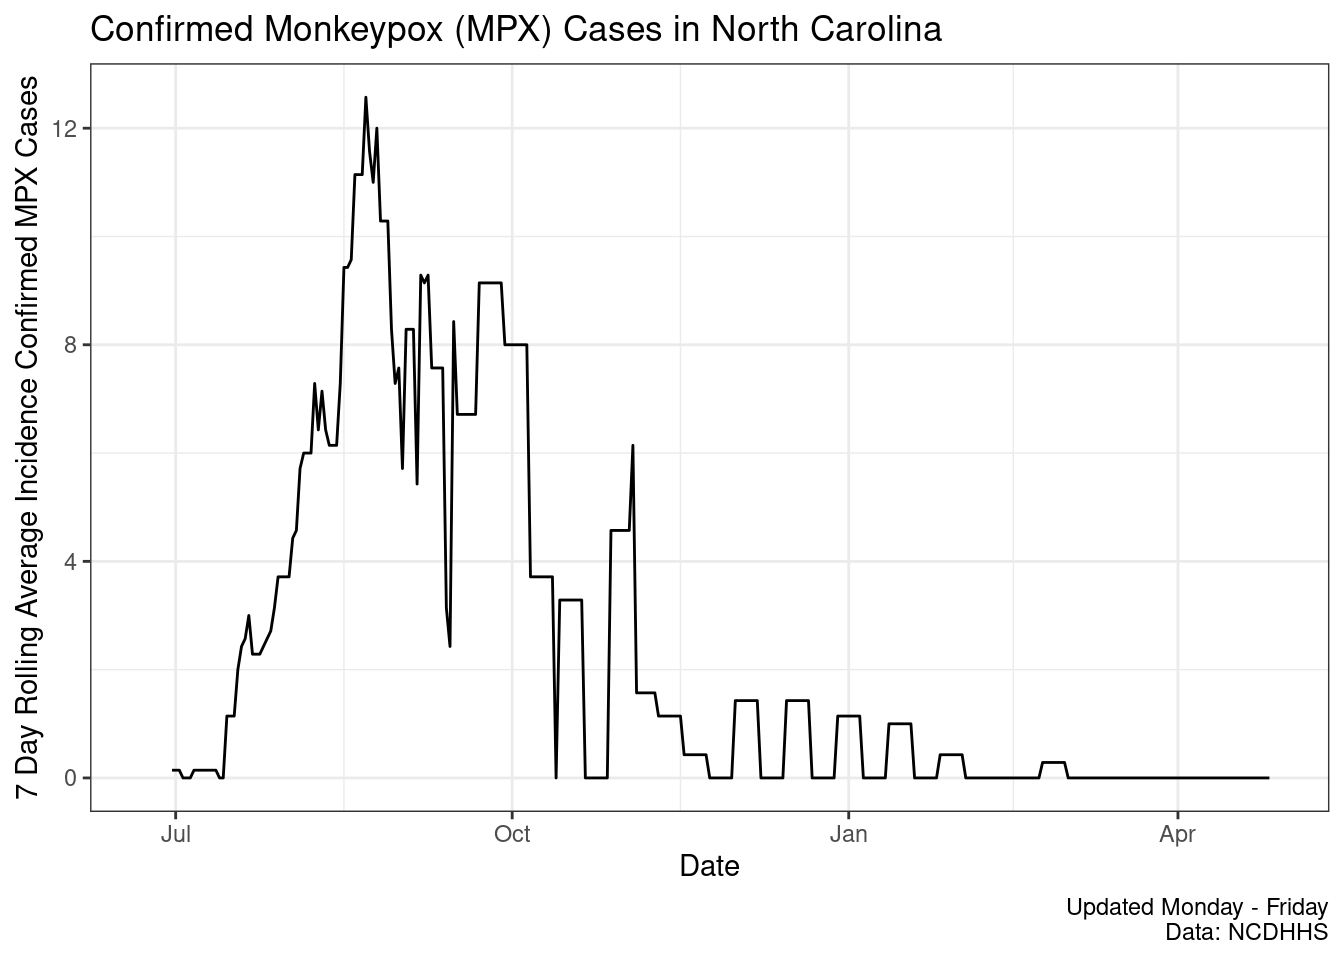 Confirmed Monkeypox (MPX) Cases in North Carolina
7 Day Rolling Average Incidence Confirmed MPX Cases
12
8
4
0
Jul Oct Jan Apr
Date
Updated Monday - Friday
Data: NCDHHS